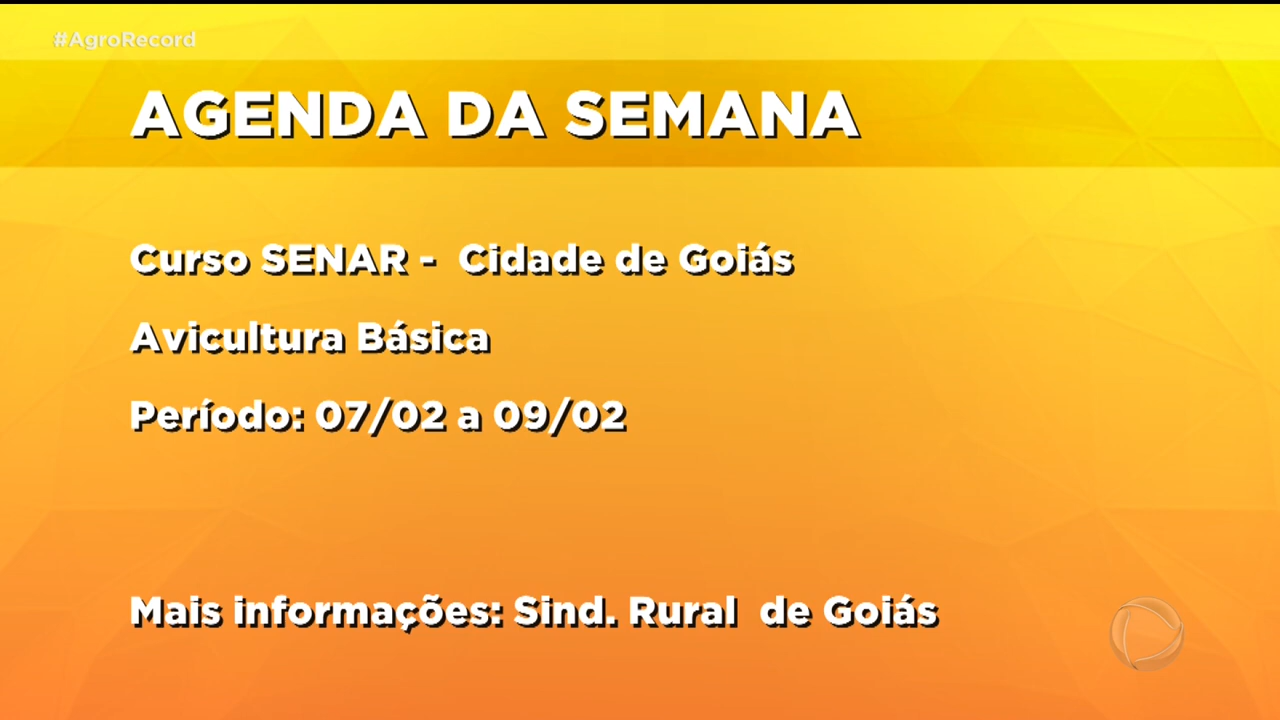 #AgroRecord
AGENDA DA SEMANA
Curso SENAR - Cidade de Goiás
Avicultura Básica
Período: 07/02 a 09/02
Mais informações: Sind. Rural de Goiás